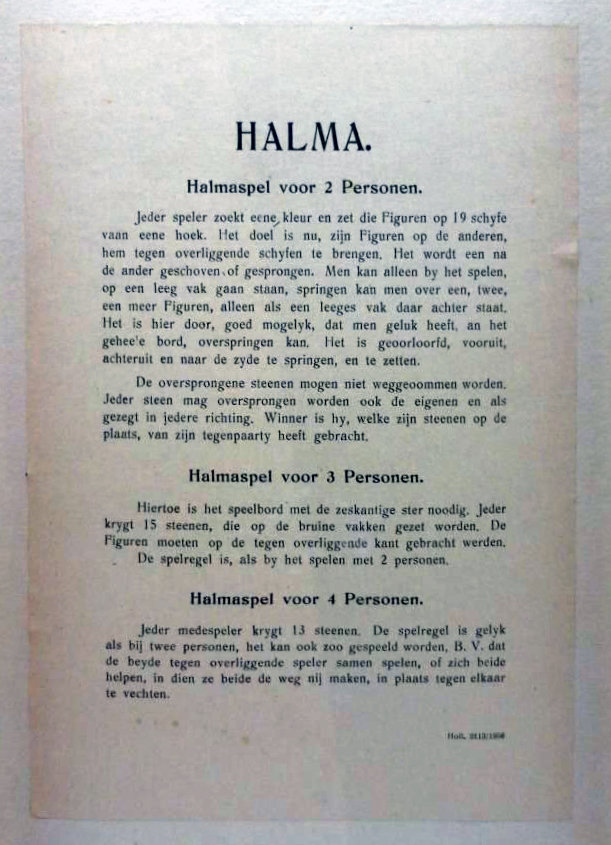 HALMA.
Halmaspel voor 2 Personen.
Jeder speler zoekt eene kleur en zet die Figuren op 19 schyfe
vaan eene hoek. Het doel is nu, zijn Figuren op de anderen,
hem tegen overliggende schyfen te brengen. Het wordt een na
de ander geschoven of gesprongen. Men kan alleen by het spelen,
op een leeg vak gaan staan, springen kan men over een, twee,
een meer Figuren, alleen als een leeges vak daar achter staat.
Het is hier door, goed mogelyk, dat men geluk heeft, an het
gehee'e bord, overspringen kan. Het is geoorloorfd, vooruit,
achteruit en naar de zyde te springen, en te zetten.
De oversprongene steenen mogen niet weggeoommen worden.
Jeder steen mag oversprongen worden ook de eigenen en als
gezegt in jedere richting. Winner is hy, welke zijn steenen op de
plaats, van zijn tegenpaarty heeft gebracht.
Halmaspel voor 3 Personen.
Hiertoe is het speelbord met de zeskantige ster noodig. Jeder
krygt 15 steenen, die op de bruine vakken gezet worden. De
Figuren moeten op de tegen overliggende kant gebracht werden.
De spelregel is, als by het spelen met 2 personen.
Halmaspel voor 4 Personen.
Jeder medespeler krygt 13 steenen. De spelregel is gelyk
als bij twee personen, het kan ook zoo gespeeld worden, B. V. dat
de beyde tegen overliggende speler samen spelen, of zich beide
helpen, in dien ze beide de weg nij maken, in plaats tegen elkaar
te vechten.
Holl.